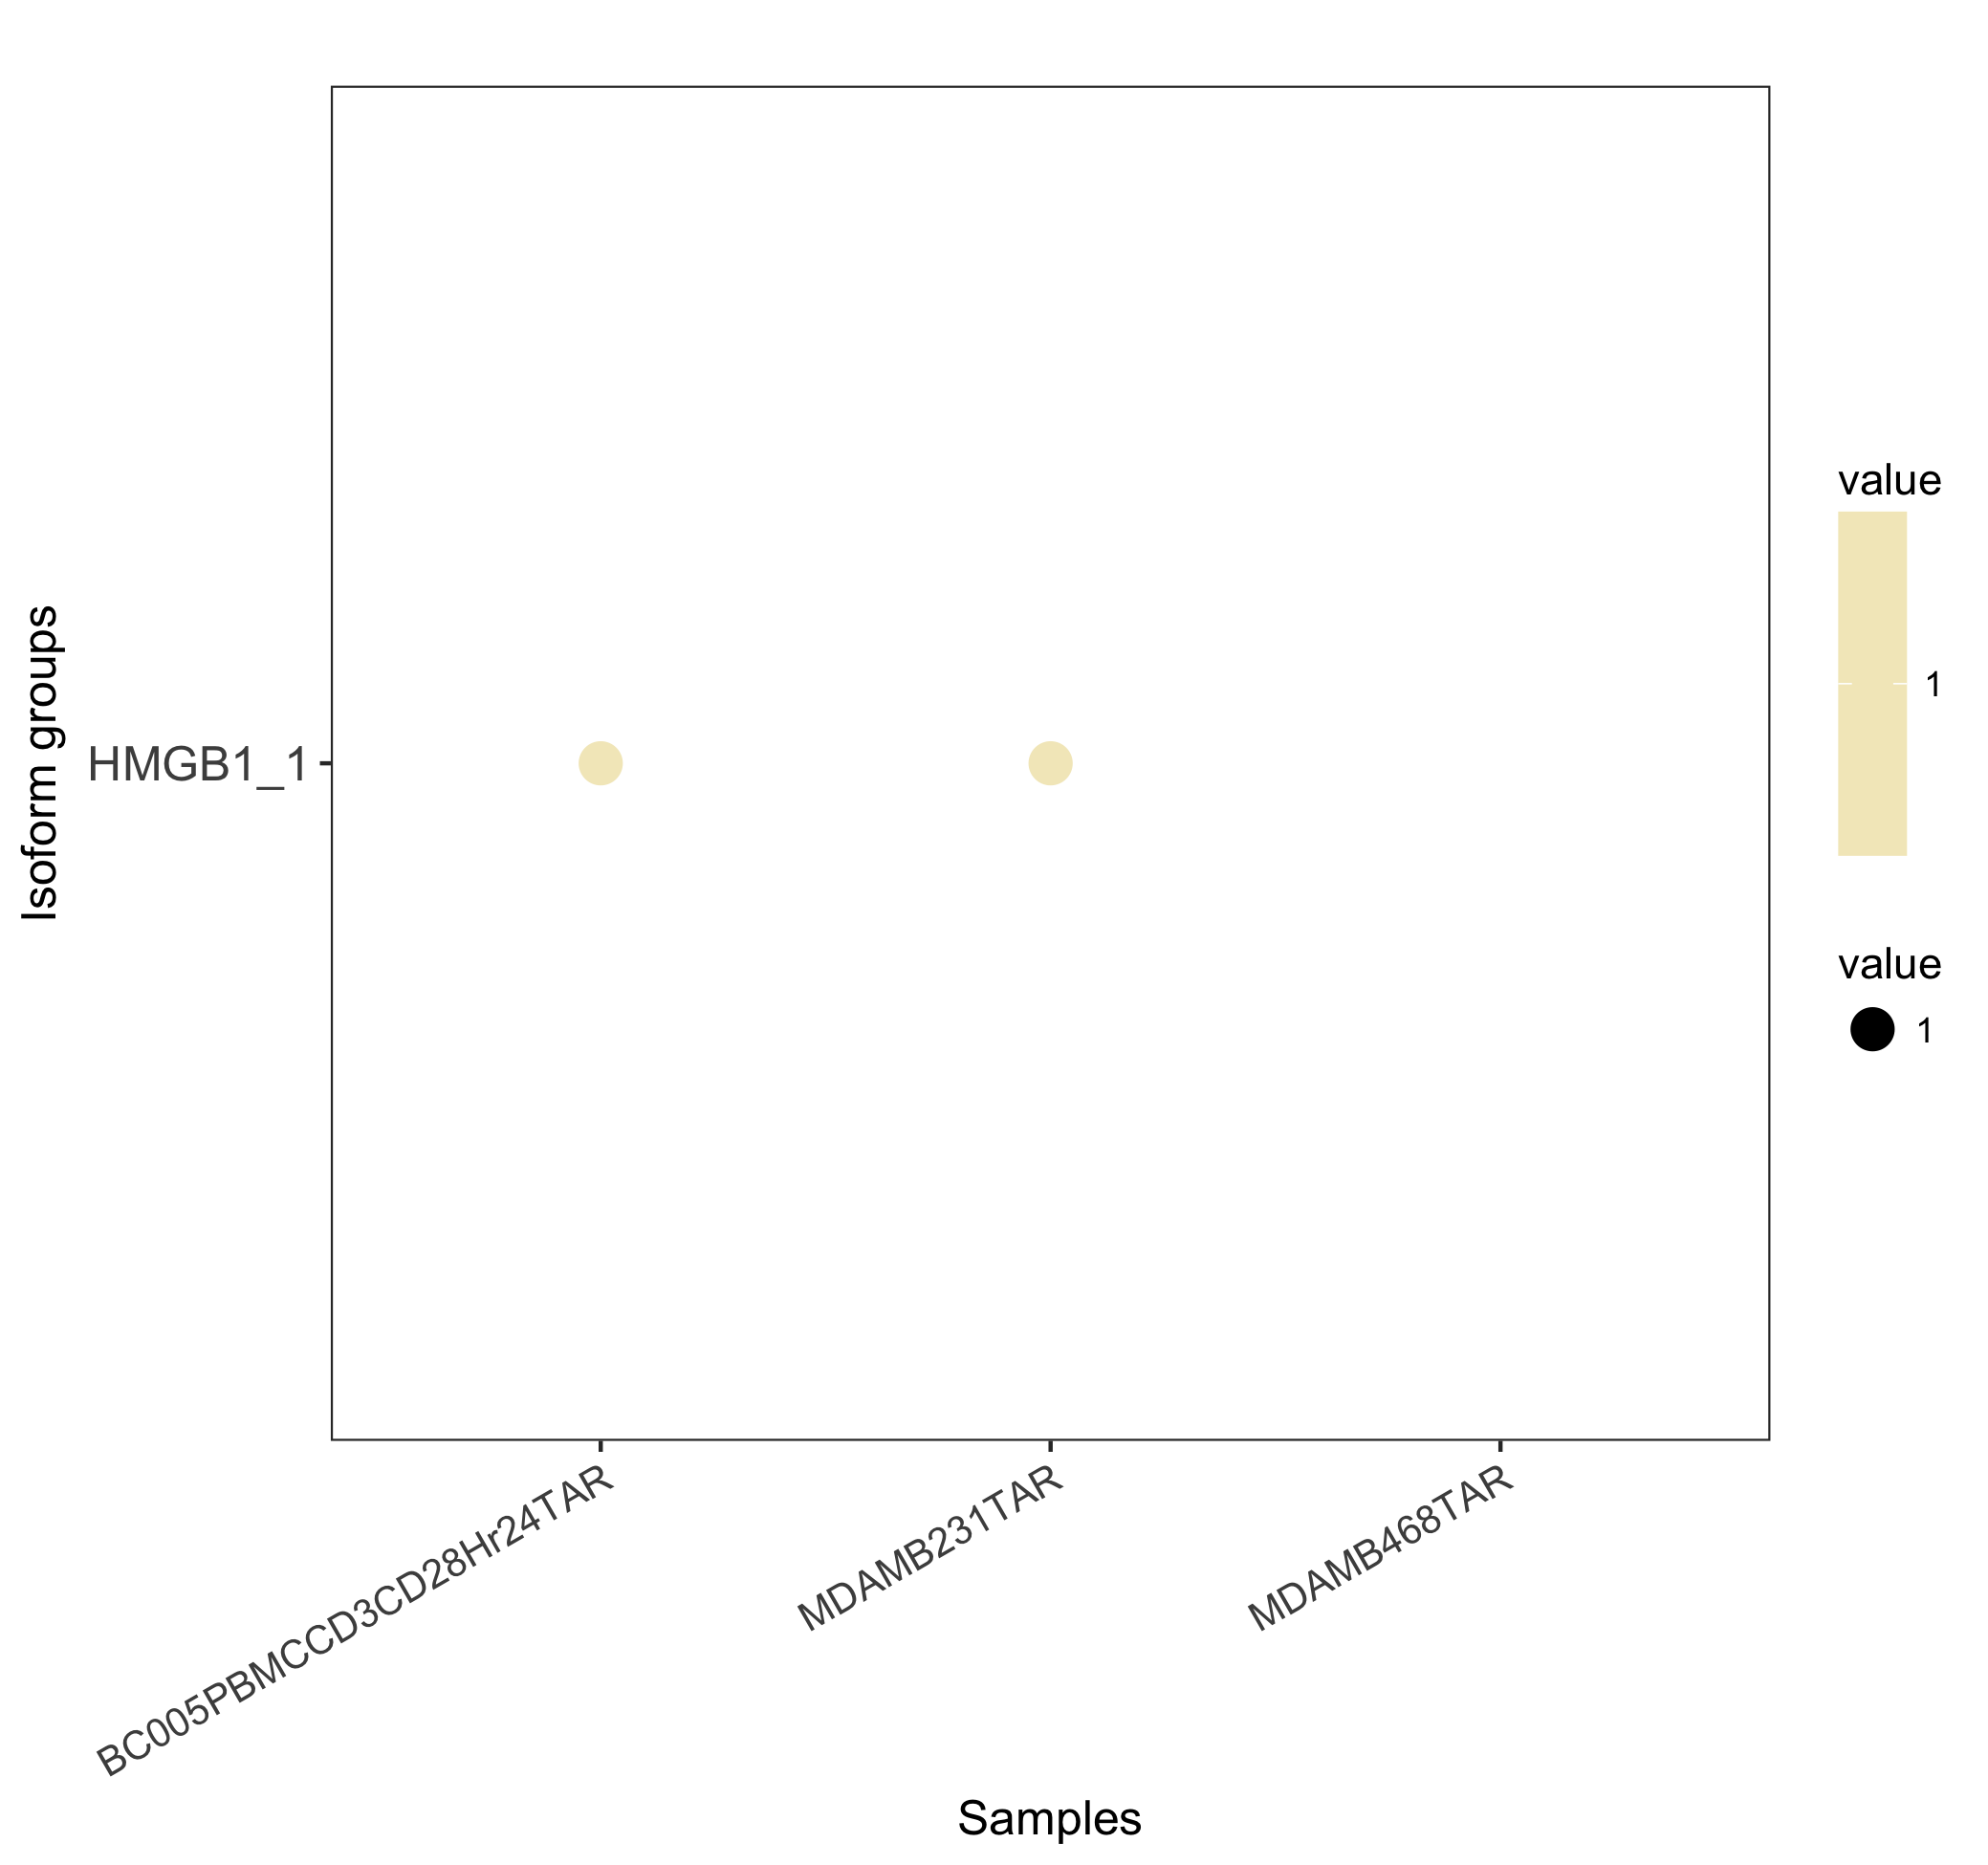 Isoform groups
HMGB1_1
BC005PBMCCD3CD28Hr24TAR
MDAMB231TAR
MDAMB468TAR
Samples
value
1
value
1